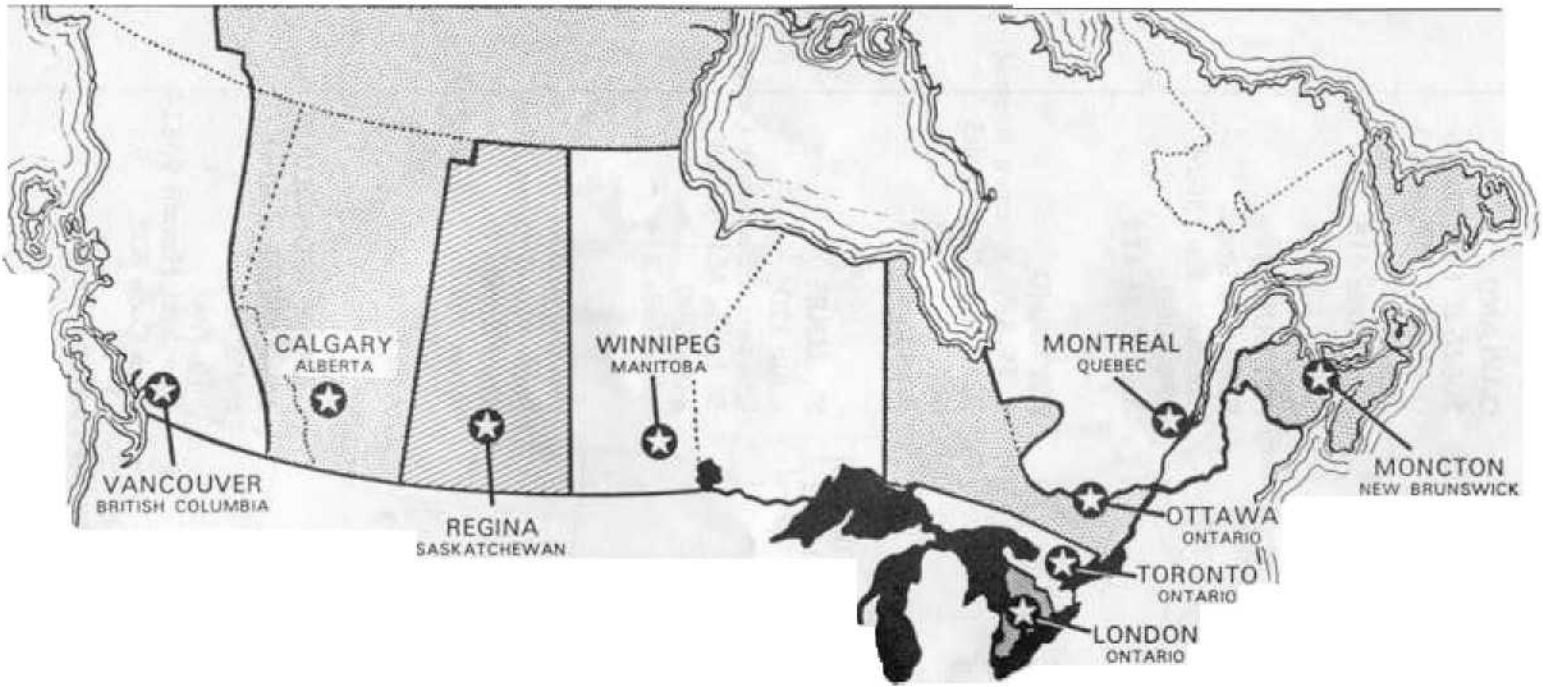 CALGARY
ALBERTA
WINNIPEG
MANITOBA
MONTREAL
QUEBEC
VANCOUVER
BRITISH COLUMBIA
REGINA
SASKATCHEWAN
MONCTON
NEW BRUNSWICK
OTTAWA
ONTARIO
TORONTO
ONTARIO
LONDON
ONTARIO